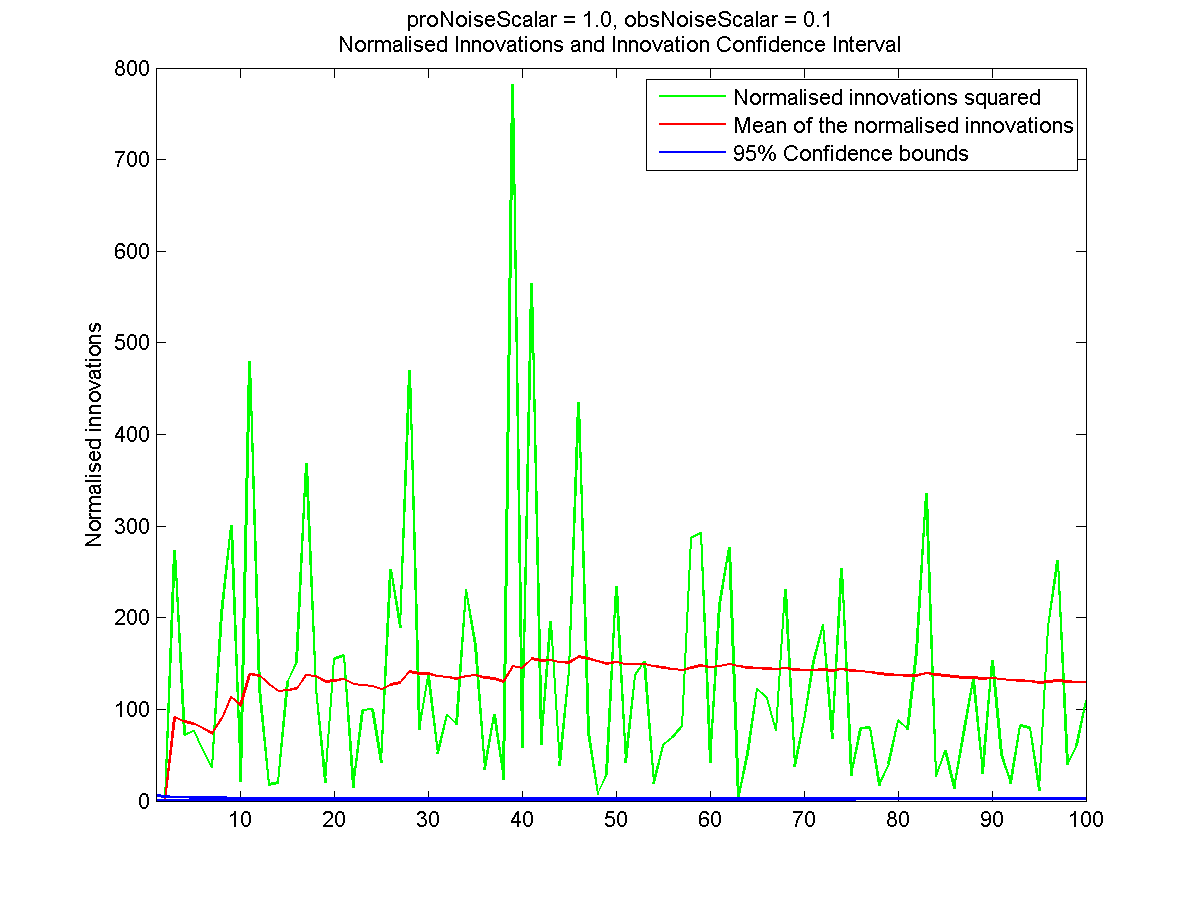 proNoiseScalar = 1.0, obsNoiseScalar = 0.1
Normalised Innovations and Innovation Confidence Interval
Normalised innovations squared
Mean of the normalised innovations
95% Confidence bounds
Normalised innovations
800
700
600
500
400
300
200
100
0
10 20 30 40 50 60 70 80 90 100